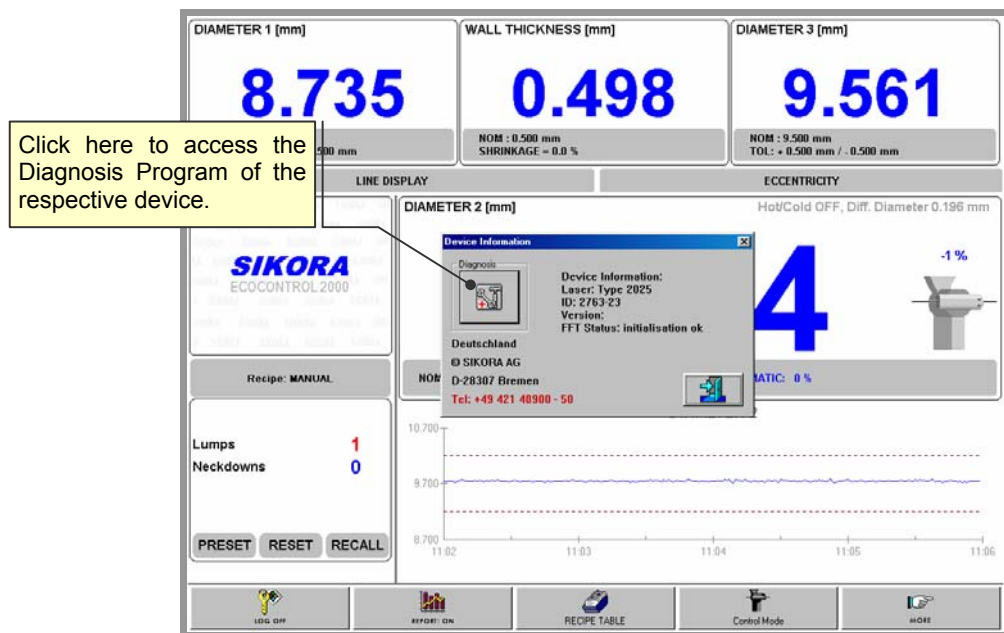 DIAMETER 1 [mm]
WALL THICKNESS [mm]
DIAMETER 3 [mm]
8.735
0.498
9.561
Click here to access the
Diagnosis Program of the
respective device.
.500 mm
NOM : 0.500 mm
SHRINKAGE = 0.0 %
NOM : 9.500 mm
TOL: + 0.500 mm / - 0.500 mm
LINE DISPLAY
ECCENTRICITY
DIAMETER 2 [mm]
Hot/Cold OFF, Diff. Diameter 0.196 mm
SIKORA
ECOCONTROL 2000
Device Information
Diagnosis
Device Information:
Laser: Type 2025
ID: 2763-23
Version:
FFT Status: initialisation ok
Deutschland
© SIKORA AG
D-28307 Bremen
Tel: +49 421 40900 - 50
4
-1 %
Recipe: MANUAL
NOM
MATIC: 0 %
Lumps 1
Neckdowns 0
PRESET RESET RECALL
10.700
9.700
8.700
11:02 11:03 11:04 11:05 11:06
LOG OFF
REPORT: ON
RECIPE TABLE
Control Mode
MORE